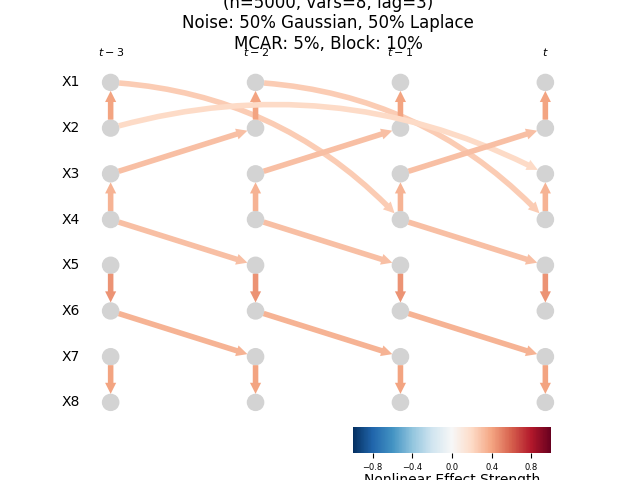 (n=5000, vars=8, lag=3)
Noise: 50% Gaussian, 50% Laplace
MCAR: 5%, Block: 10%
t − 3 t − 2 t − 1 t
X1
X2
X3
X4
X5
X6
X7
X8
−0.8 −0.4 0.0 0.4 0.8
Nonlinear Effect Strength